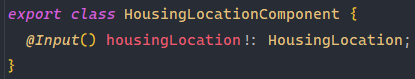 export class HousingLocationComponent {
@Input() housingLocation!: HousingLocation;
}